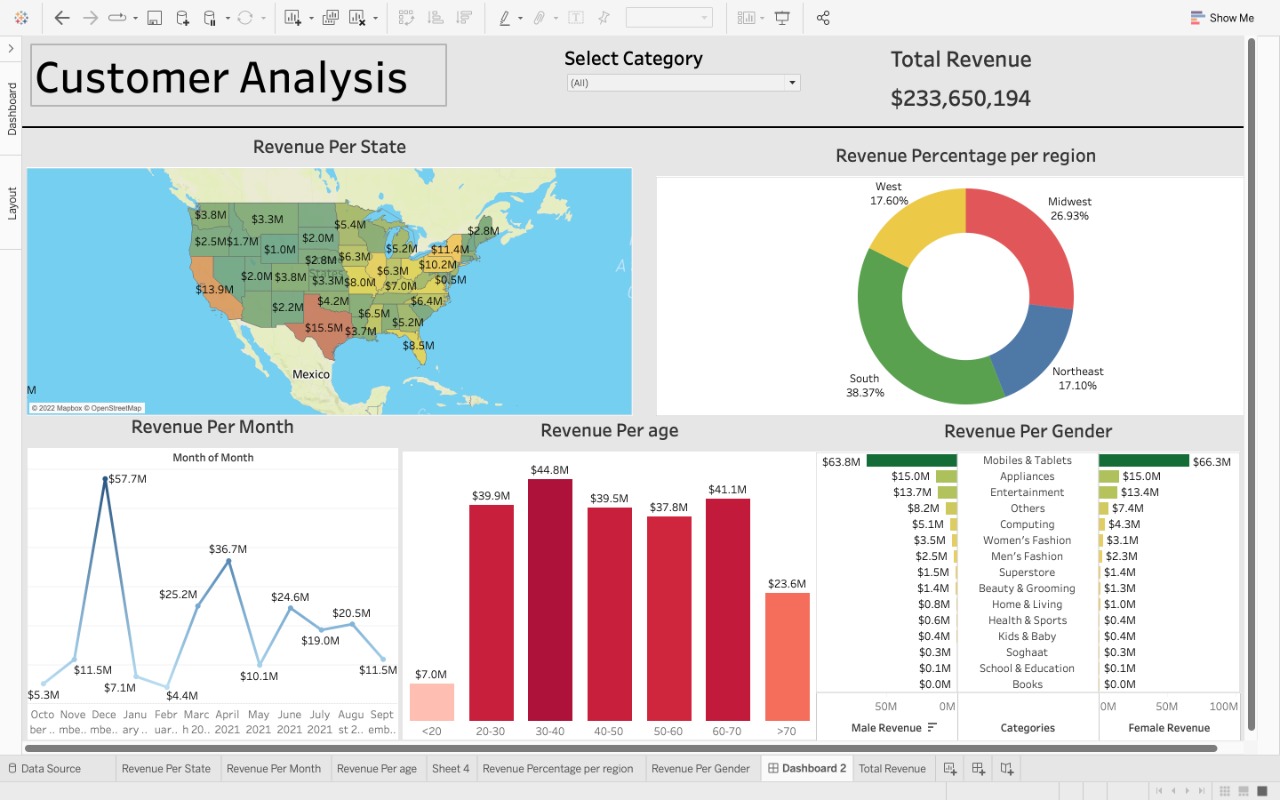 Show Me
Dashboard
Layout
Customer Analysis
Select Category
(All)
Total Revenue
$233,650,194
Revenue Per State
$3.8M
$3.3M
$5.4M
$2.8M
$2.5M
$1.7M
$1.0M
$2.0M
$5.2M
$11.4M
$2.8M
$6.3M
$10.2M
$2.0M
$3.8M
$3.3M
$8.0M
$6.3M
$7.0M
$0.5M
$13.9M
$2.2M
$4.2M
$6.4M
$6.5M
$5.2M
$15.5M
$3.7M
$8.5M
Mexico
M
© 2022 Mapbox © OpenStreetMap
Revenue Percentage per region
West
17.60%
Midwest
26.93%
South
38.37%
Northeast
17.10%
Revenue Per Month
Month of Month
$57.7M
$36.7M
$25.2M
$24.6M
$20.5M
$19.0M
$11.5M
$11.5M
$10.1M
$7.1M
$5.3M
$4.4M
Octo Nove Dece Janu Febr Marc April May June July Augu Sept
ber .. mbe.. mbe.. ary .. uar.. h 20.. 2021 2021 2021 2021 st 2.. emb..
Revenue Per age
$7.0M
$39.9M
$44.8M
$39.5M
$37.8M
$41.1M
$23.6M
<20 20-30 30-40 40-50 50-60 60-70 >70
Revenue Per Gender
$63.8M Mobiles & Tablets $66.3M
$15.0M Appliances $15.0M
$13.7M Entertainment $13.4M
$8.2M Others $7.4M
$5.1M Computing $4.3M
$3.5M Women's Fashion $3.1M
$2.5M Men's Fashion $2.3M
$1.5M Superstore $1.4M
$1.4M Beauty & Grooming $1.3M
$0.8M Home & Living $1.0M
$0.6M Health & Sports $0.4M
$0.4M Kids & Baby $0.4M
$0.3M Soghaat $0.3M
$0.1M School & Education $0.1M
$0.0M Books $0.0M
50M 0M 0M 50M 100M
Male Revenue Categories Female Revenue
Data Source Revenue Per State Revenue Per Month Revenue Per age Sheet 4 Revenue Percentage per region Revenue Per Gender Dashboard 2 Total Revenue